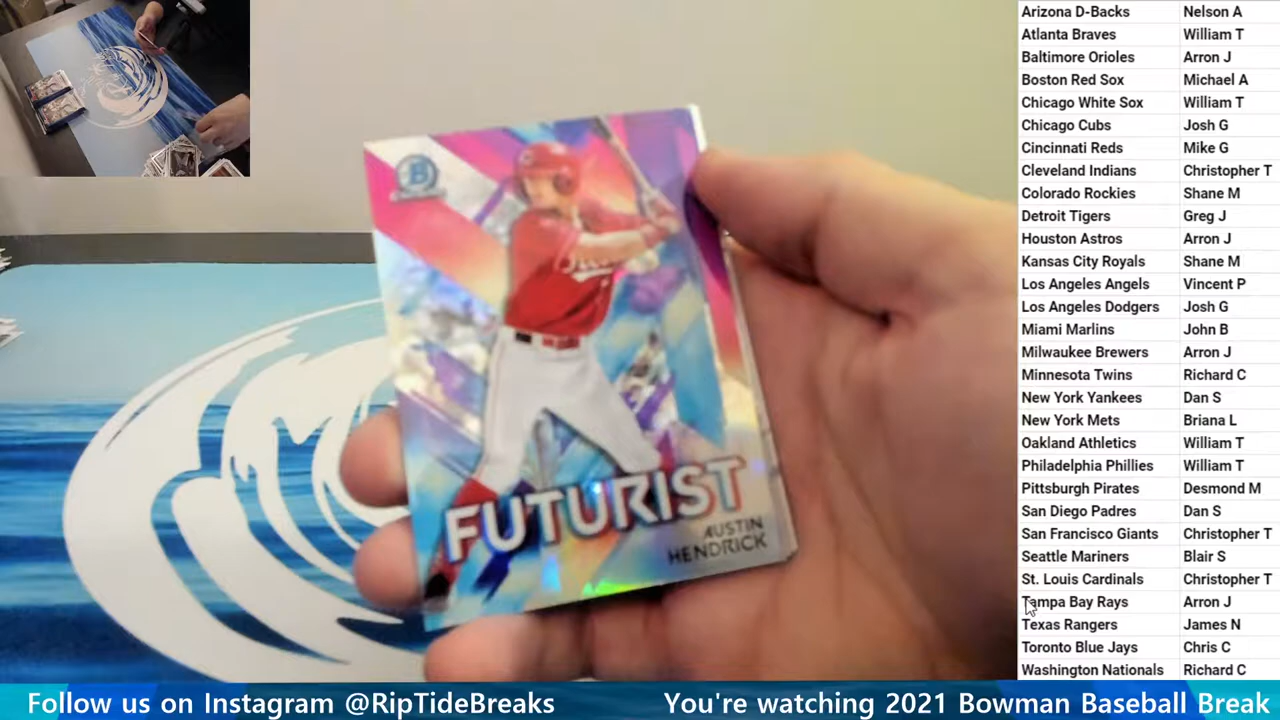 B
FUTURIST
AUSTIN
HENDRICK
Arizona D-Backs Nelson A
Atlanta Braves William T
Baltimore Orioles Arron J
Boston Red Sox Michael A
Chicago White Sox William T
Chicago Cubs Josh G
Cincinnati Reds Mike G
Cleveland Indians Christopher T
Colorado Rockies Shane M
Detroit Tigers Greg J
Houston Astros Arron J
Kansas City Royals Shane M
Los Angeles Angels Vincent P
Los Angeles Dodgers Josh G
Miami Marlins John B
Milwaukee Brewers Arron J
Minnesota Twins Richard C
New York Yankees Dan S
New York Mets Briana L
Oakland Athletics William T
Philadelphia Phillies William T
Pittsburgh Pirates Desmond M
San Diego Padres Dan S
San Francisco Giants Christopher T
Seattle Mariners Blair S
St. Louis Cardinals Christopher T
Tampa Bay Rays Arron J
Texas Rangers James N
Toronto Blue Jays Chris C
Washington Nationals Richard C
Follow us on Instagram @RipTideBreaks You're watching 2021 Bowman Baseball Break